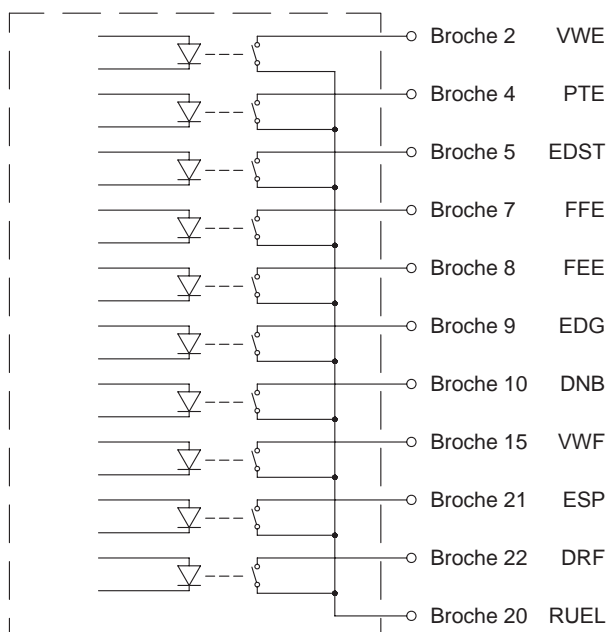 Broche 2 VWE
Broche 4 PTE
Broche 5 EDST
Broche 7 FFE
Broche 8 FEE
Broche 9 EDG
Broche 10 DNB
Broche 15 VWF
Broche 21 ESP
Broche 22 DRF
Broche 20 RUEL